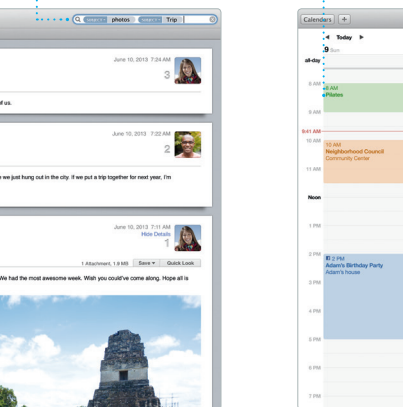 photos Trip
June 10, 2013 7:24 AM
3
of us.
June 10, 2013 7:22 AM
2
we just hung out in the city. If we put a trip together for next year, I'm
June 10, 2013 7:11 AM
Hide Details
1
1 Attachment, 1.9 MB Save Quick Look
We had the most awesome week. Wish you could've come along. Hope all is
Calendars +
Today
9 Sun
all-day
8 AM
8 AM
Pilates
9 AM
9:41 AM
10 AM
10 AM
Neighborhood Council
Community Center
11 AM
Noon
1 PM
2 PM
2 PM
Adam's Birthday Party
Adam's house
3 PM
4 PM
5 PM
6 PM
7 PM